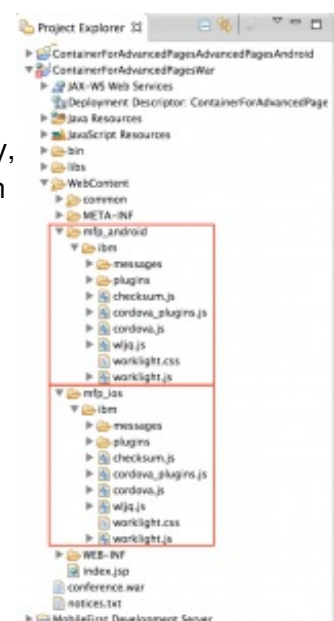 Project Explorer
ContainerForAdvancedPagesAdvancedPagesAndroid
ContainerForAdvancedPagesWar
JAX-WS Web Services
Deployment Descriptor: ContainerForAdvancedPage
Java Resources
JavaScript Resources
bin
libs
WebContent
common
META-INF
mfp_android
ibm
messages
plugins
checksum.js
cordova_plugins.js
cordova.js
wljq.js
worklight.css
worklight.js
mfp_ios
ibm
messages
plugins
checksum.js
cordova_plugins.js
cordova.js
wljq.js
worklight.css
worklight.js
WEB-INF
index.jsp
conference.war
notices.txt
MobileFirst Development Server